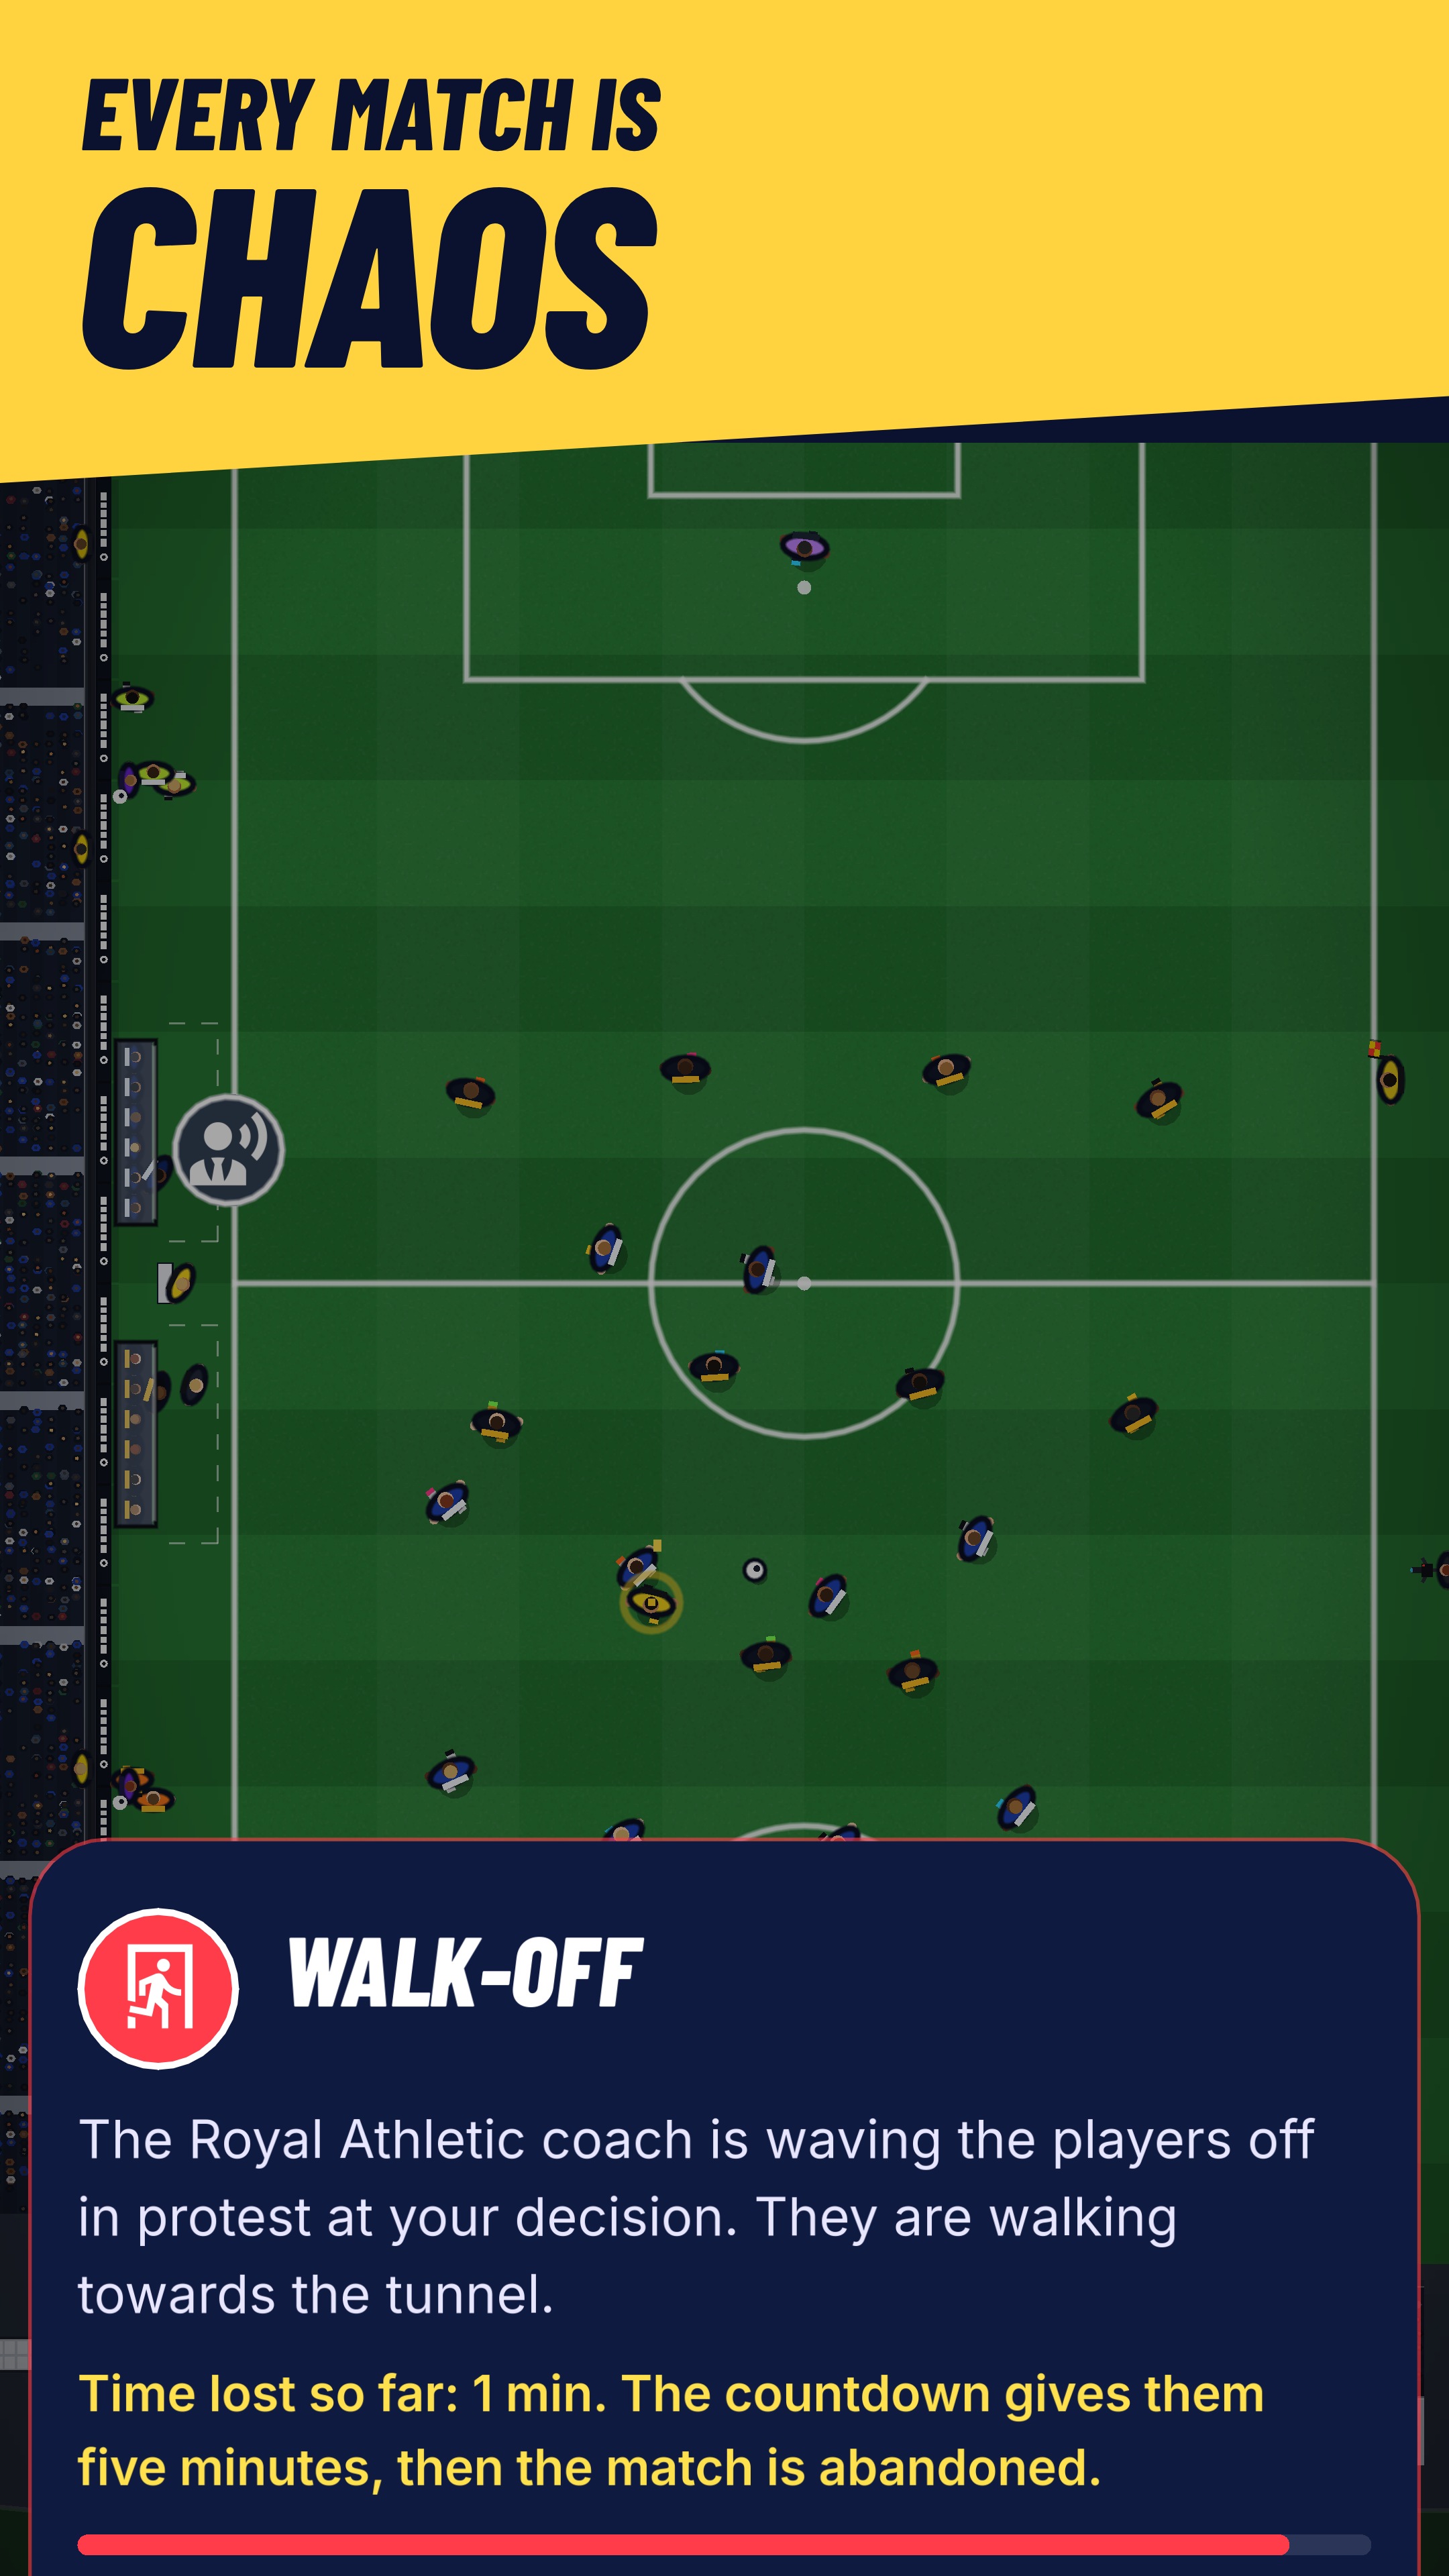 EVERY MATCH IS
CHAOS
WALK-OFF
The Royal Athletic coach is waving the players off
in protest at your decision. They are walking
towards the tunnel.
Time lost so far: 1 min. The countdown gives them
five minutes, then the match is abandoned.